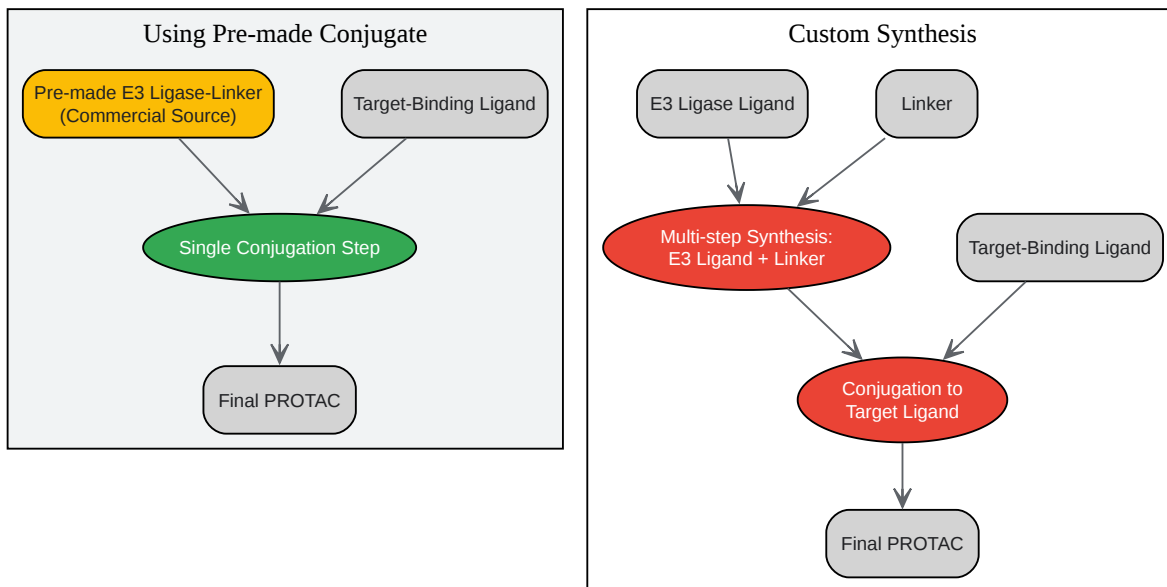 Using Pre-made Conjugate
Pre-made E3 Ligase-Linker
(Commercial Source)
Target-Binding Ligand
Single Conjugation Step
Final PROTAC
Custom Synthesis
E3 Ligase Ligand
Linker
Multi-step Synthesis:
E3 Ligand + Linker
Target-Binding Ligand
Conjugation to
Target Ligand
Final PROTAC